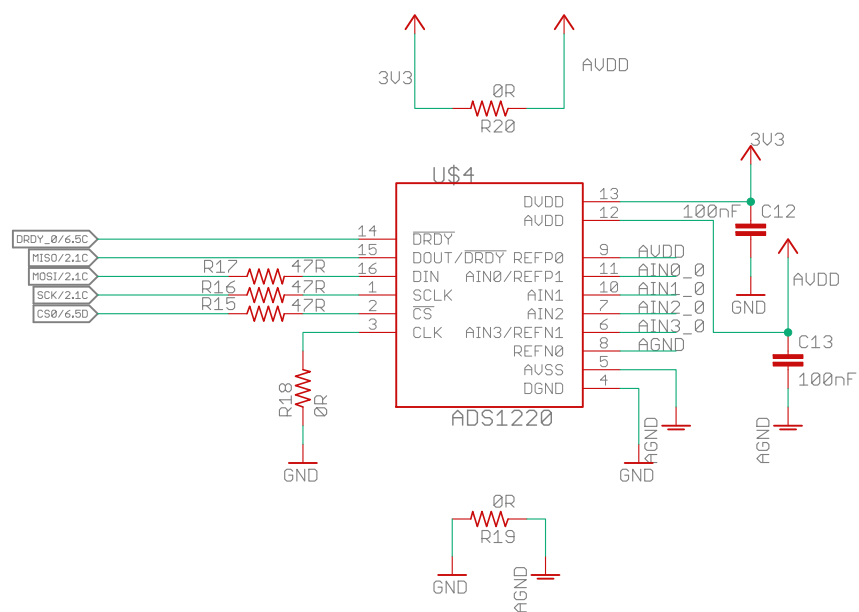 3V3
AVDD
0R
R20
U$4
3V3
DVDD 13
AVDD 12
100nF C12
DRDY_0/6.5C 14 DRDY
MISO/2.1C 15 DOUT/DRDY REFP0 9 AVDD
MOSI/2.1C R17 47R 16 DIN AIN0/REFP1 11 AIN0_0
SCK/2.1C R16 47R 1 SCLK AIN1 10 AIN1_0
CS0/6.5D R15 47R 2 CS AIN2 7 AIN2_0
3 CLK AIN3/REFN1 6 AIN3_0
REFN0 8 AGND
AVSS 5
DGND 4
GND
AVDD
C13
100nF
R18
0R
ADS1220
AGND
AGND
GND
GND
0R
R19
GND
AGND